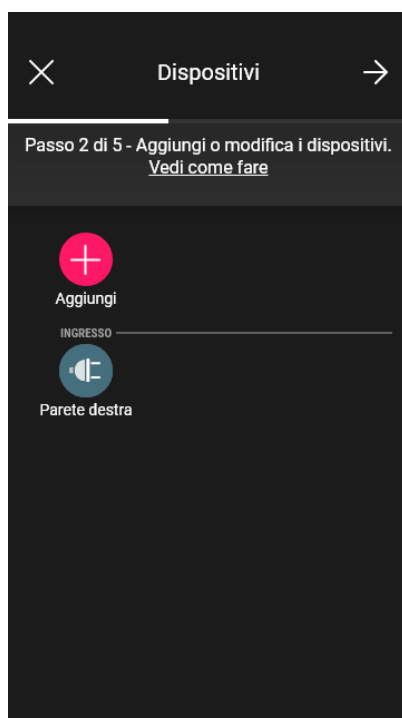 Dispositivi
Passo 2 di 5 - Aggiungi o modifica i dispositivi.
Vedi come fare
Aggiungi
INGRESSO
Parete destra